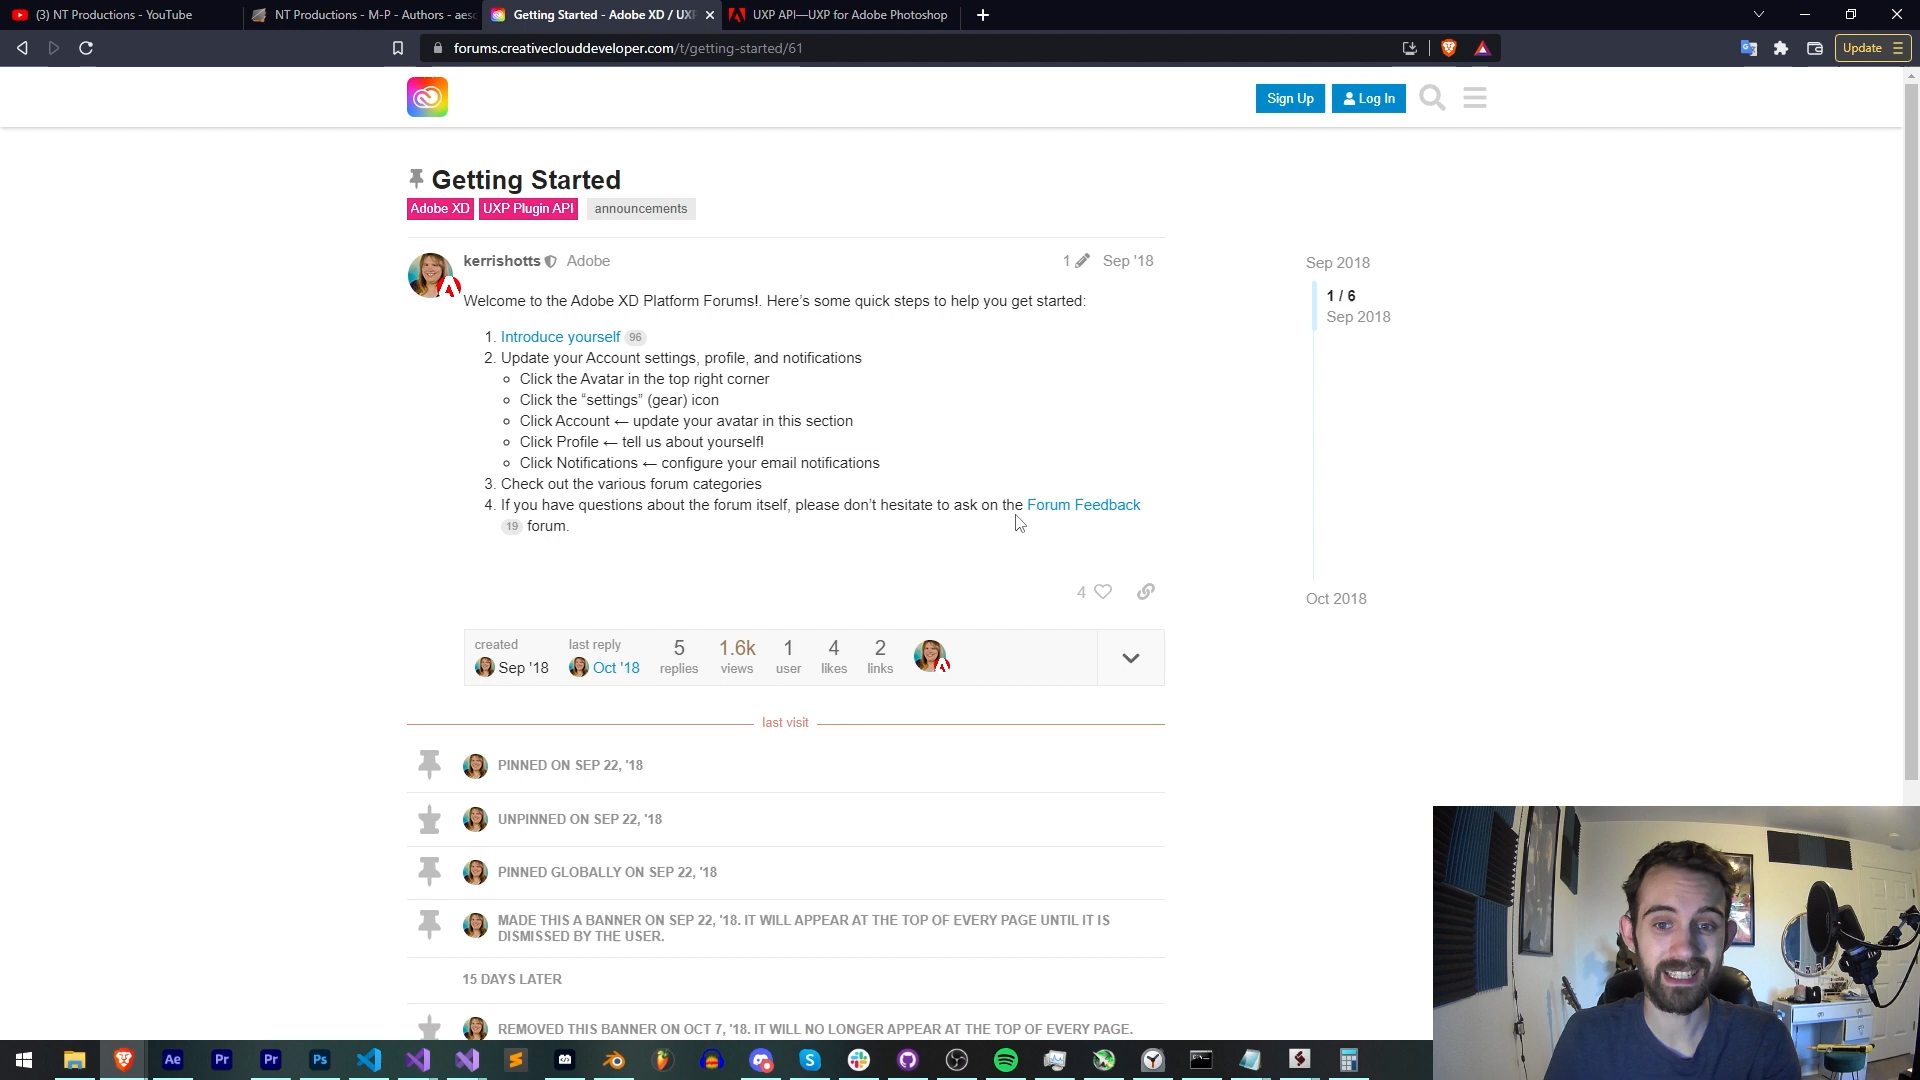 (3) NT Productions - YouTube
NT Productions - M-P - Authors - aesc
Getting Started - Adobe XD / UXP
UXP API—UXP for Adobe Photoshop
forums.creativeclouddeveloper.com/t/getting-started/61
Update
Sign Up
Log In
Getting Started
Adobe XD UXP Plugin API announcements
kerrishotts Adobe 1 Sep '18
Welcome to the Adobe XD Platform Forums!. Here's some quick steps to help you get started:
1. Introduce yourself 96
2. Update your Account settings, profile, and notifications
Click the Avatar in the top right corner
Click the “settings” (gear) icon
Click Account ← update your avatar in this section
Click Profile ← tell us about yourself!
Click Notifications ← configure your email notifications
3. Check out the various forum categories
4. If you have questions about the forum itself, please don't hesitate to ask on the Forum Feedback
19 forum.
Sep 2018
1 / 6
Sep 2018
Oct 2018
4
created last reply 5 1.6k 1 4 2
Sep '18 Oct '18 replies views user likes links
last visit
PINNED ON SEP 22, '18
UNPINNED ON SEP 22, '18
PINNED GLOBALLY ON SEP 22, '18
MADE THIS A BANNER ON SEP 22, '18. IT WILL APPEAR AT THE TOP OF EVERY PAGE UNTIL IT IS
DISMISSED BY THE USER.
15 DAYS LATER
REMOVED THIS BANNER ON OCT 7, '18. IT WILL NO LONGER APPEAR AT THE TOP OF EVERY PAGE.
Ae Pr Pr Ps